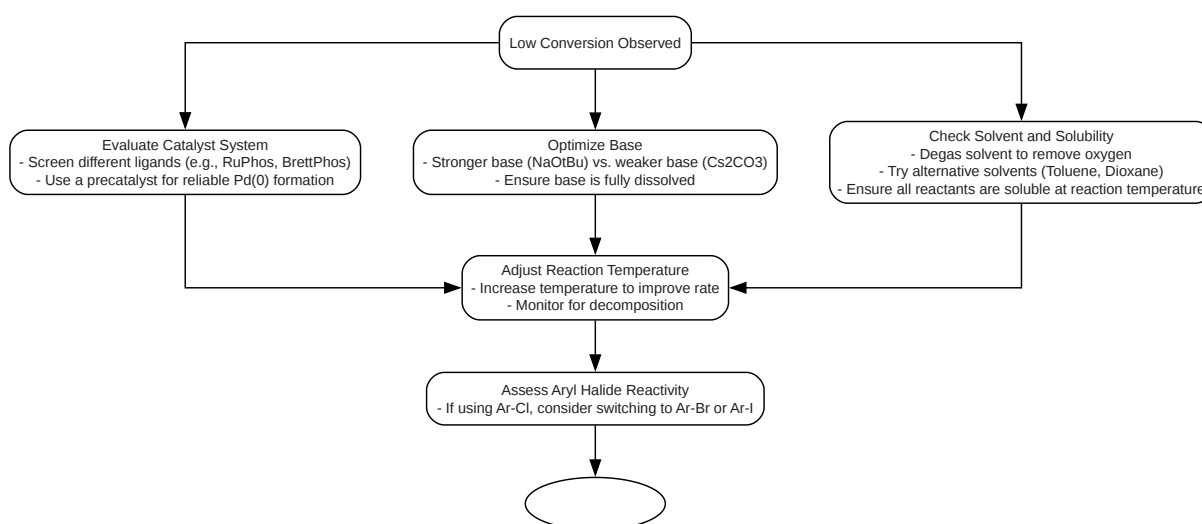 Low Conversion Observed
Evaluate Catalyst System
- Screen different ligands (e.g., RuPhos, BrettPhos)
- Use a precatalyst for reliable Pd(0) formation
Optimize Base
- Stronger base (NaOtBu) vs. weaker base (Cs2CO3)
- Ensure base is fully dissolved
Check Solvent and Solubility
- Degas solvent to remove oxygen
- Try alternative solvents (Toluene, Dioxane)
- Ensure all reactants are soluble at reaction temperature
Adjust Reaction Temperature
- Increase temperature to improve rate
- Monitor for decomposition
Assess Aryl Halide Reactivity
- If using Ar-Cl, consider switching to Ar-Br or Ar-I